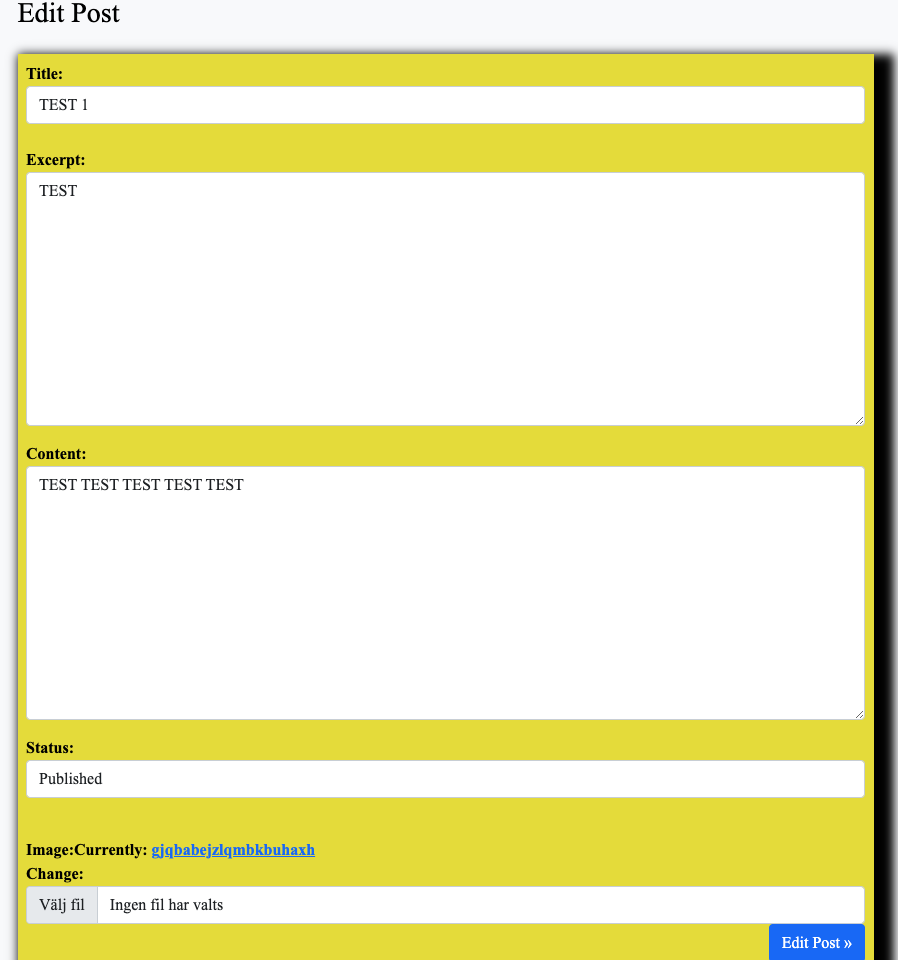 Edit Post
Title:
TEST 1
Excerpt:
TEST
Content:
TEST TEST TEST TEST TEST
Status:
Published
Image:Currently: gjqbabejzlqmbkbuhaxh
Change:
Välj fil Ingen fil har valts
Edit Post »